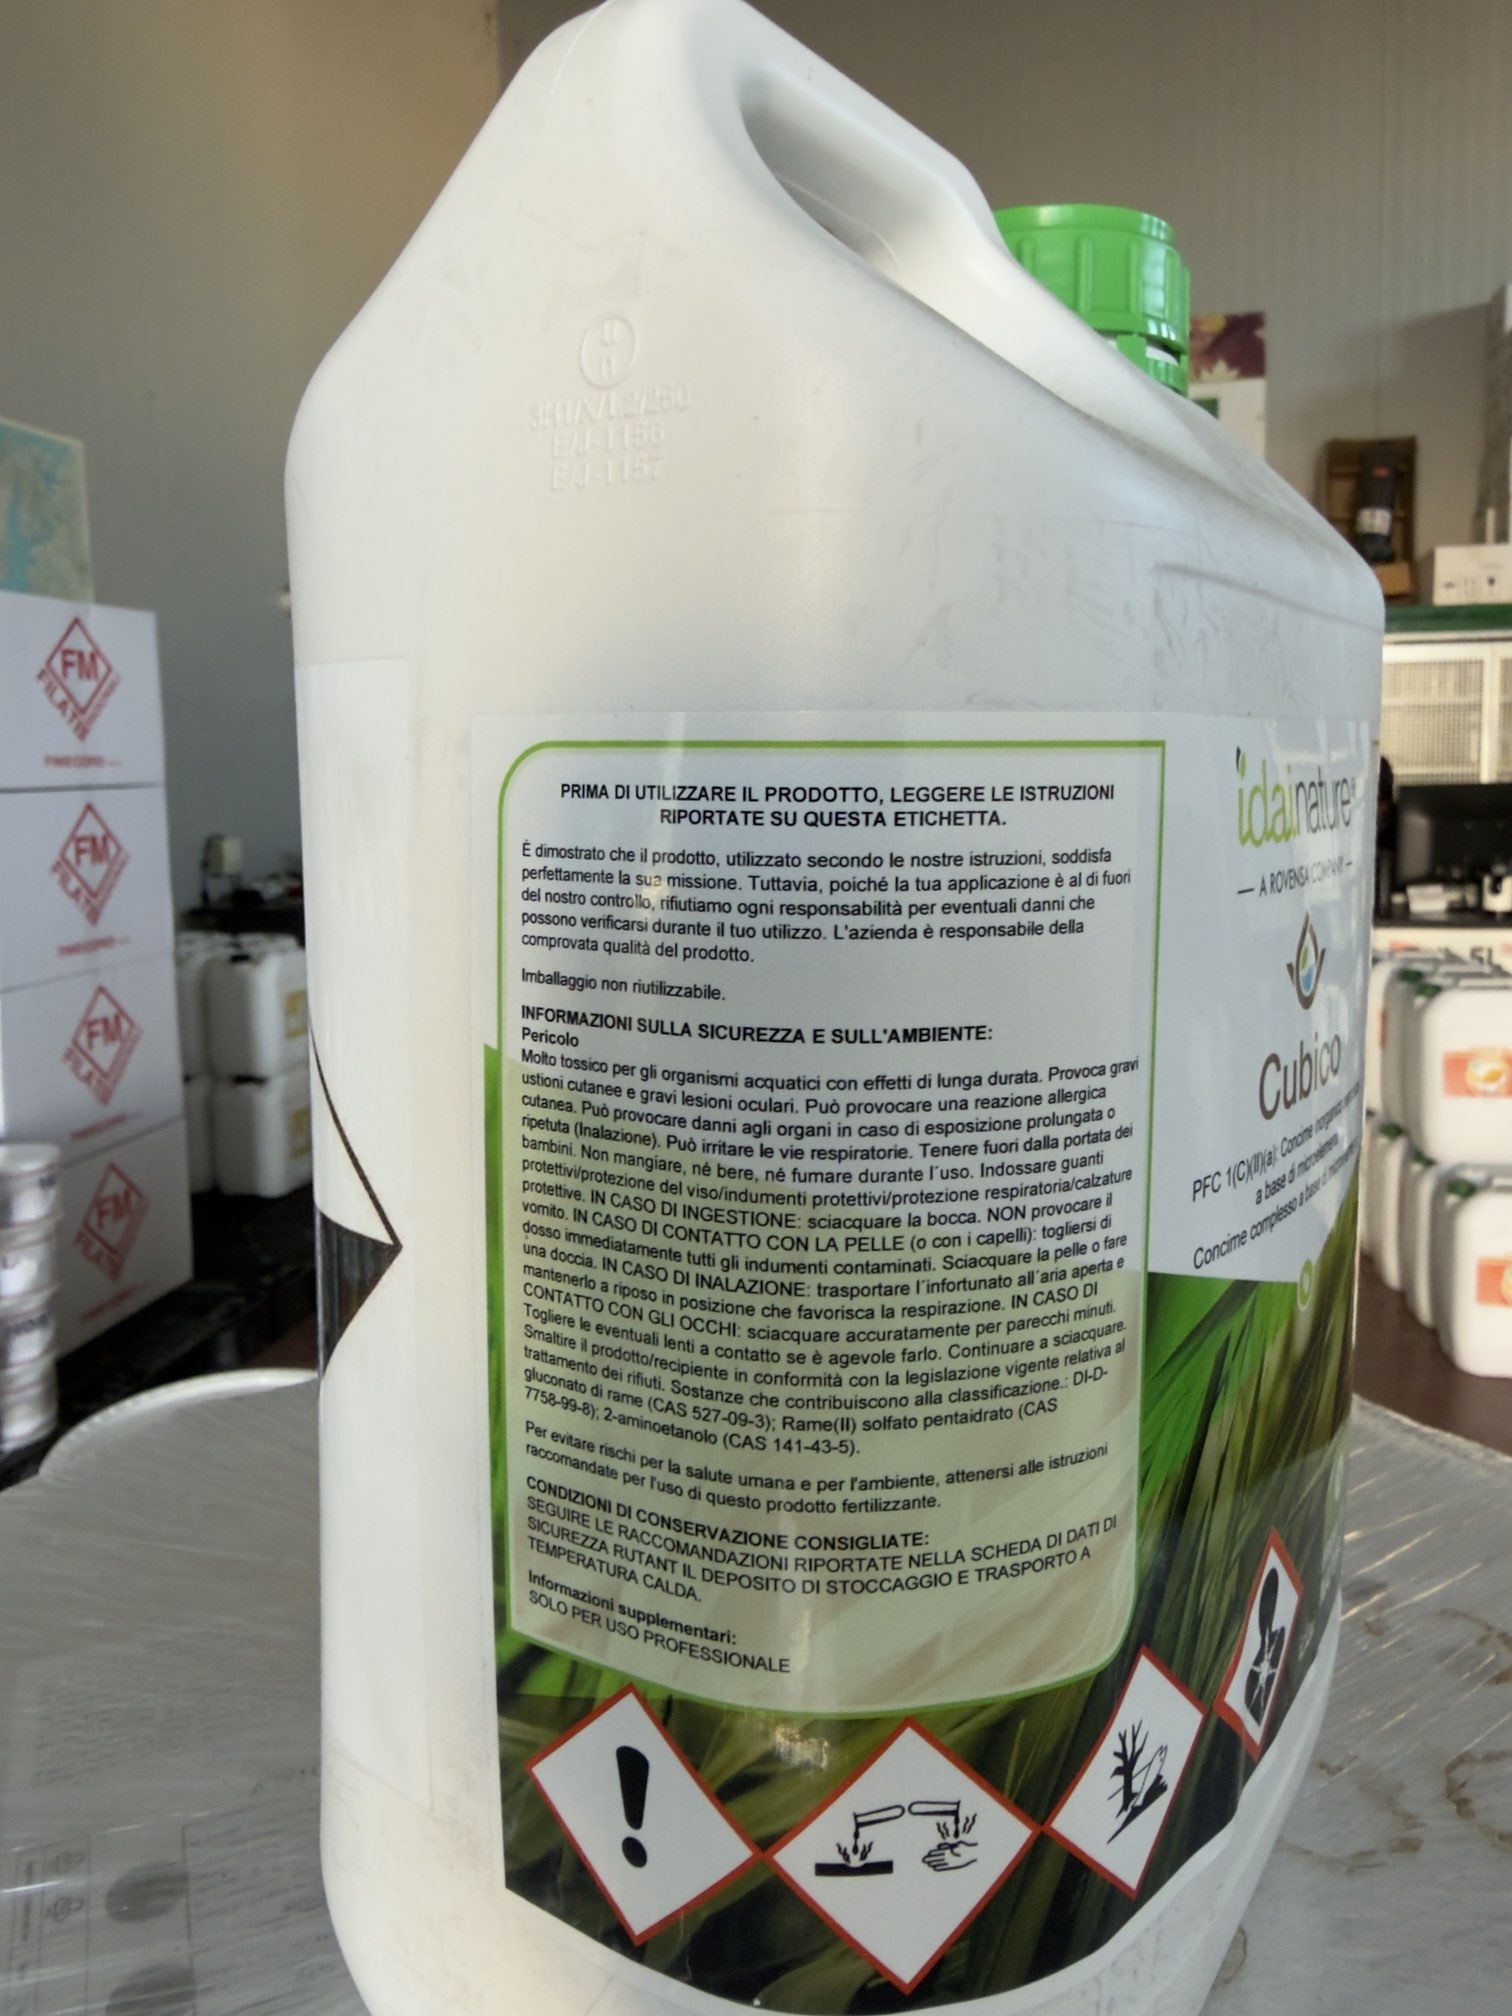 u
n
3H1/X/1.2/250
E/J-1156
E/J-1157
PRIMA DI UTILIZZARE IL PRODOTTO, LEGGERE LE ISTRUZIONI
RIPORTATE SU QUESTA ETICHETTA.
È dimostrato che il prodotto, utilizzato secondo le nostre istruzioni, soddisfa
perfettamente la sua missione. Tuttavia, poiché la tua applicazione è al di fuori
del nostro controllo, rifiutiamo ogni responsabilità per eventuali danni che
possono verificarsi durante il tuo utilizzo. L'azienda è responsabile della
comprovata qualità del prodotto.
Imballaggio non riutilizzabile.
INFORMAZIONI SULLA SICUREZZA E SULL'AMBIENTE:
Pericolo
Molto tossico per gli organismi acquatici con effetti di lunga durata. Provoca gravi
ustioni cutanee e gravi lesioni oculari. Può provocare una reazione allergica
cutanea. Può provocare danni agli organi in caso di esposizione prolungata o
ripetuta (Inalazione). Può irritare le vie respiratorie. Tenere fuori dalla portata dei
bambini. Non mangiare, né bere, né fumare durante l´uso. Indossare guanti
protettivi/protezione del viso/indumenti protettivi/protezione respiratoria/calzature
protettive. IN CASO DI INGESTIONE: sciacquare la bocca. NON provocare il
vomito. IN CASO DI CONTATTO CON LA PELLE (o con i capelli): togliersi di
dosso immediatamente tutti gli indumenti contaminati. Sciacquare la pelle o fare
una doccia. IN CASO DI INALAZIONE: trasportare l´infortunato all´aria aperta e
mantenerlo a riposo in posizione che favorisca la respirazione. IN CASO DI
CONTATTO CON GLI OCCHI: sciacquare accuratamente per parecchi minuti.
Togliere le eventuali lenti a contatto se è agevole farlo. Continuare a sciacquare.
Smaltire il prodotto/recipiente in conformità con la legislazione vigente relativa al
trattamento dei rifiuti. Sostanze che contribuiscono alla classificazione.: DI-D-
gluconato di rame (CAS 527-09-3); Rame(II) solfato pentaidrato (CAS
7758-99-8); 2-aminoetanolo (CAS 141-43-5).
Per evitare rischi per la salute umana e per l'ambiente, attenersi alle istruzioni
raccomandate per l'uso di questo prodotto fertilizzante.
CONDIZIONI DI CONSERVAZIONE CONSIGLIATE:
SEGUIRE LE RACCOMANDAZIONI RIPORTATE NELLA SCHEDA DI DATI DI
SICUREZZA RUTANT IL DEPOSITO DI STOCCAGGIO E TRASPORTO A
TEMPERATURA CALDA.
Informazioni supplementari:
SOLO PER USO PROFESSIONALE
idainature
A ROVENSA COMPANY
Cubico
PFC 1(C)(II)(a): Concime inorganico
a base di microelementi
Concime complesso a base di
FM
FM
FM
FM